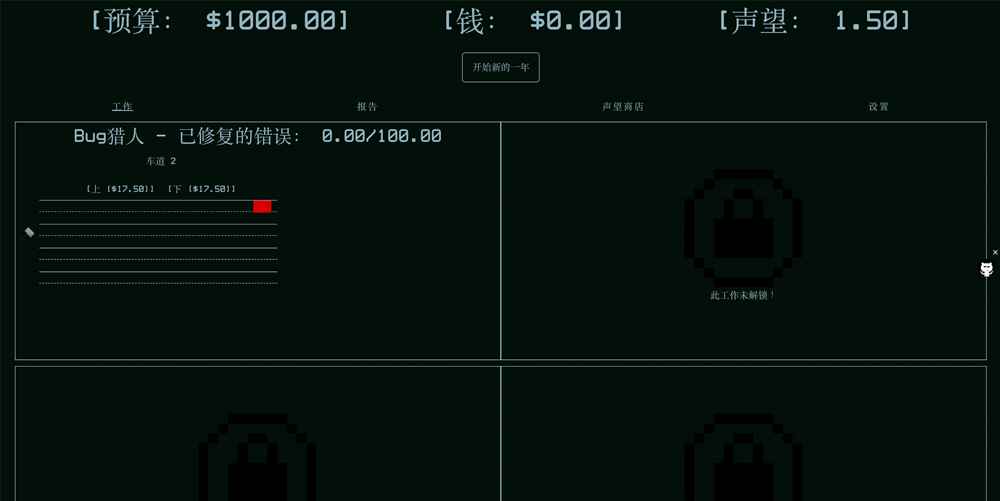 [预算: $1000.00] [钱: $0.00] [声望: 1.50]
开始新的一年
工作 报告 声望商店 设置
Bug猎人 - 已修复的错误: 0.00/100.00
车道 2
[上 ($17.50)] [下 ($17.50)]
此工作未解锁！
×